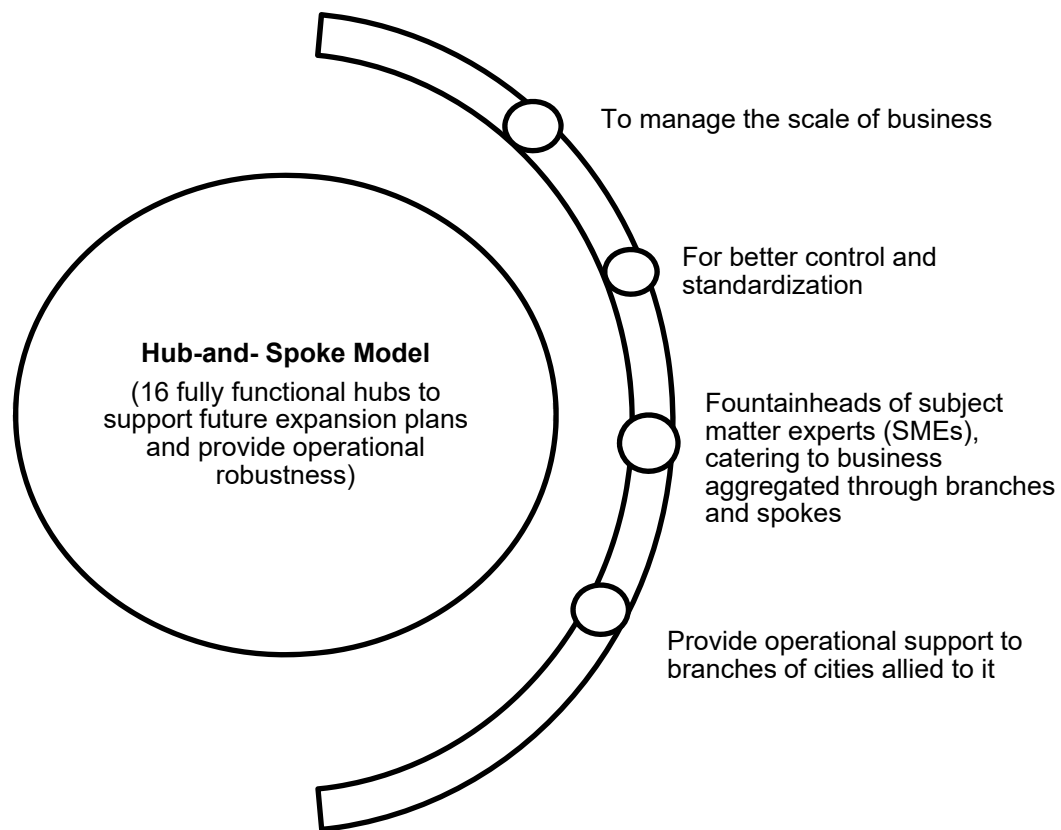 To manage the scale of business
For better control and
standardization
Hub-and- Spoke Model
(16 fully functional hubs to
support future expansion plans
and provide operational
robustness)
Fountainheads of subject
matter experts (SMEs),
catering to business
aggregated through branches
and spokes
Provide operational support to
branches of cities allied to it